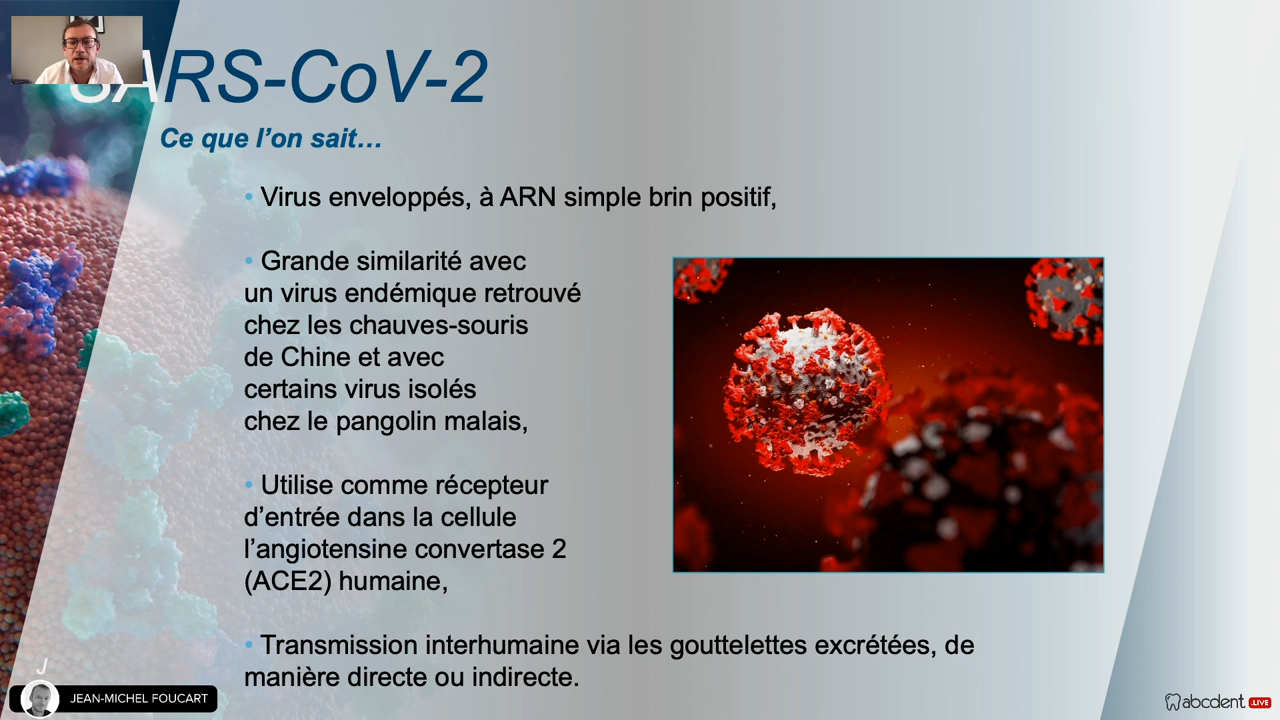 SARS-CoV-2
Ce que l'on sait…
• Virus enveloppés, à ARN simple brin positif,
• Grande similarité avec
un virus endémique retrouvé
chez les chauves-souris
de Chine et avec
certains virus isolés
chez le pangolin malais,
• Utilise comme récepteur
d'entrée dans la cellule
l'angiotensine convertase 2
(ACE2) humaine,
• Transmission interhumaine via les gouttelettes excrétées, de
manière directe ou indirecte.
J
JEAN-MICHEL FOUCART
abcdent .LIVE